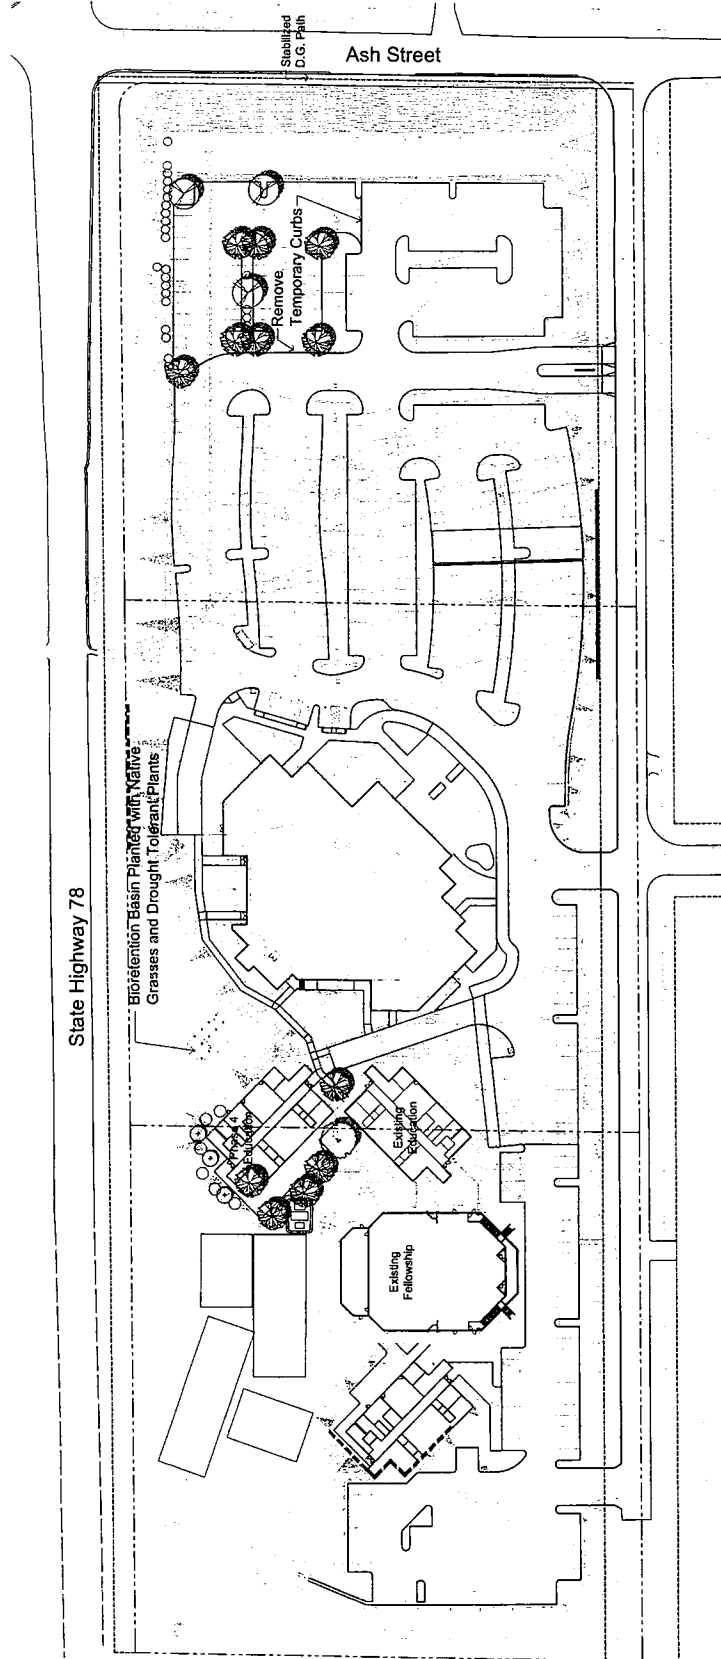 Ash Street
Stabilized
D.G. Path
Remove
Temporary Curbs
State Highway 78
Bioretention Basin Planted with Native
Grasses and Drought Tolerant Plants
Phase 4
Education
Existing
Education
Existing
Fellowship